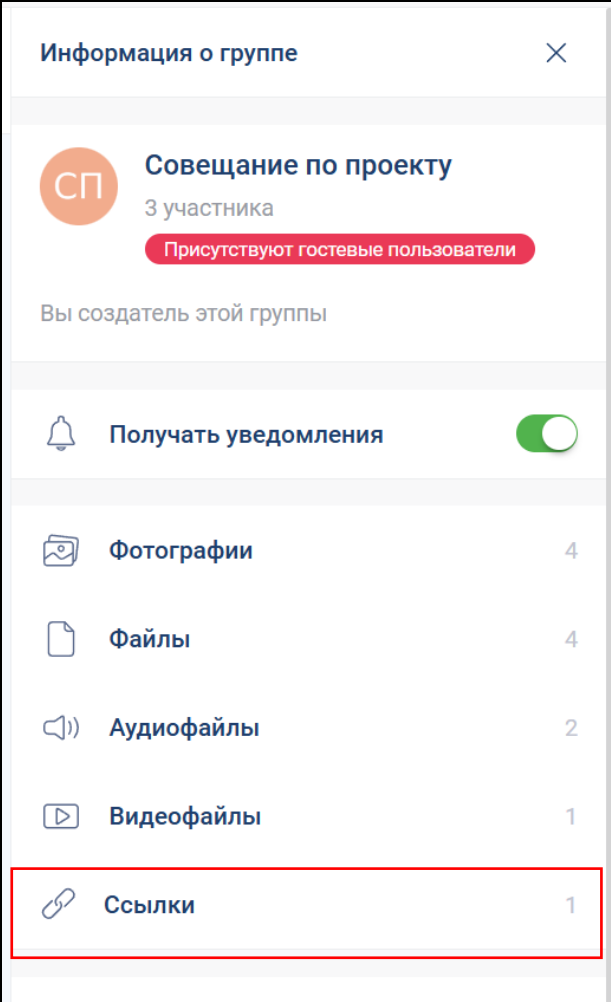 Информация о группе
СП
Совещание по проекту
3 участника
Присутствуют гостевые пользователи
Вы создатель этой группы
Получать уведомления
Фотографии 4
Файлы 4
Аудиофайлы 2
Видеофайлы 1
Ссылки 1